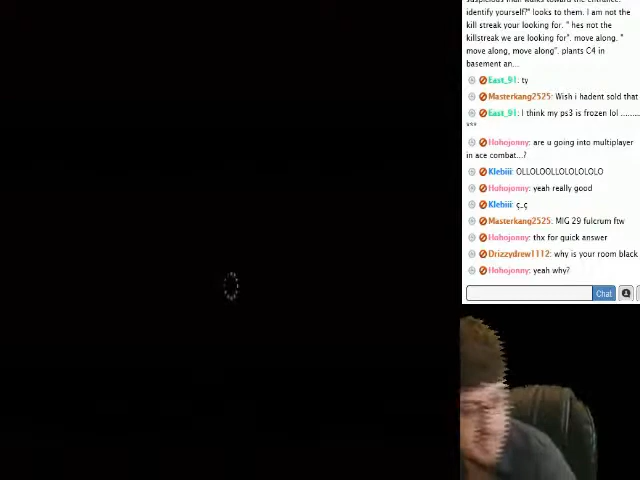 suspicious man walks toward the entrance.
identify yourself?" looks to them. I am not the
kill streak your looking for. " hes not the
killstreak we are looking for". move along. "
move along, move along". plants C4 in
basement an...
East_91: ty
Masterkang2525: Wish i hadent sold that
East_91: I think my ps3 is frozen lol .........
***
Hohojonny: are u going into multiplayer
in ace combat...?
Klebiii: OLLOLOOLLOLOLOLOLO
Hohojonny: yeah really good
Klebiii: ç_ç
Masterkang2525: MIG 29 fulcrum ftw
Hohojonny: thx for quick answer
Drizzydrew1112: why is your room black
Hohojonny: yeah why?
Chat